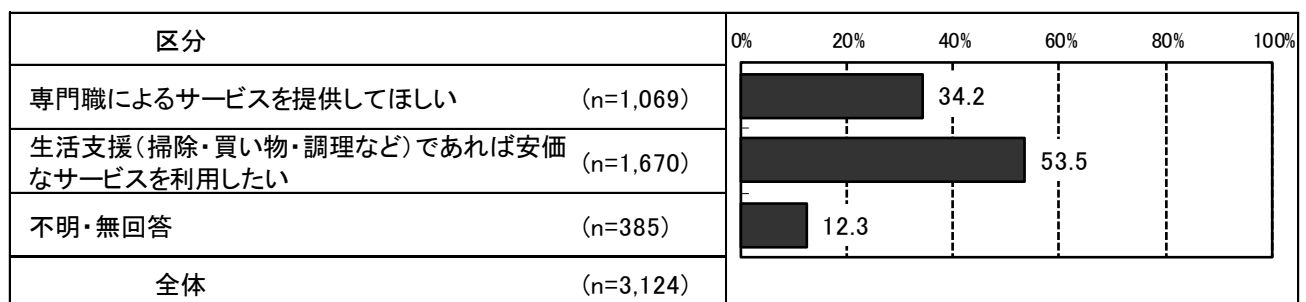 区分
0% 20% 40% 60% 80% 100%
専門職によるサービスを提供してほしい (n=1,069) 34.2
生活支援(掃除・買い物・調理など)であれば安価
なサービスを利用したい (n=1,670) 53.5
不明・無回答 (n=385) 12.3
全体 (n=3,124)